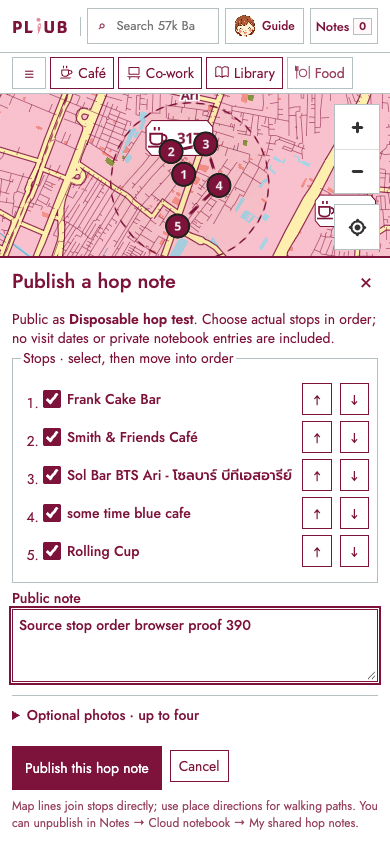 PLIUB
Search 57k Ba
Guide
Notes 0
Café
Co-work
Library
Food
Ari
317
2
3
1
4
5
Publish a hop note
Public as Disposable hop test. Choose actual stops in order;
no visit dates or private notebook entries are included.
Stops · select, then move into order
1. Frank Cake Bar ↑ ↓
2. Smith & Friends Café ↑ ↓
3. Sol Bar BTS Ari - โซลบาร์ บีทีเอสอารีย์ ↑ ↓
4. some time blue cafe ↑ ↓
5. Rolling Cup ↑ ↓
Public note
Source stop order browser proof 390
Optional photos · up to four
Publish this hop note
Cancel
Map lines join stops directly; use place directions for walking paths. You
can unpublish in Notes → Cloud notebook → My shared hop notes.